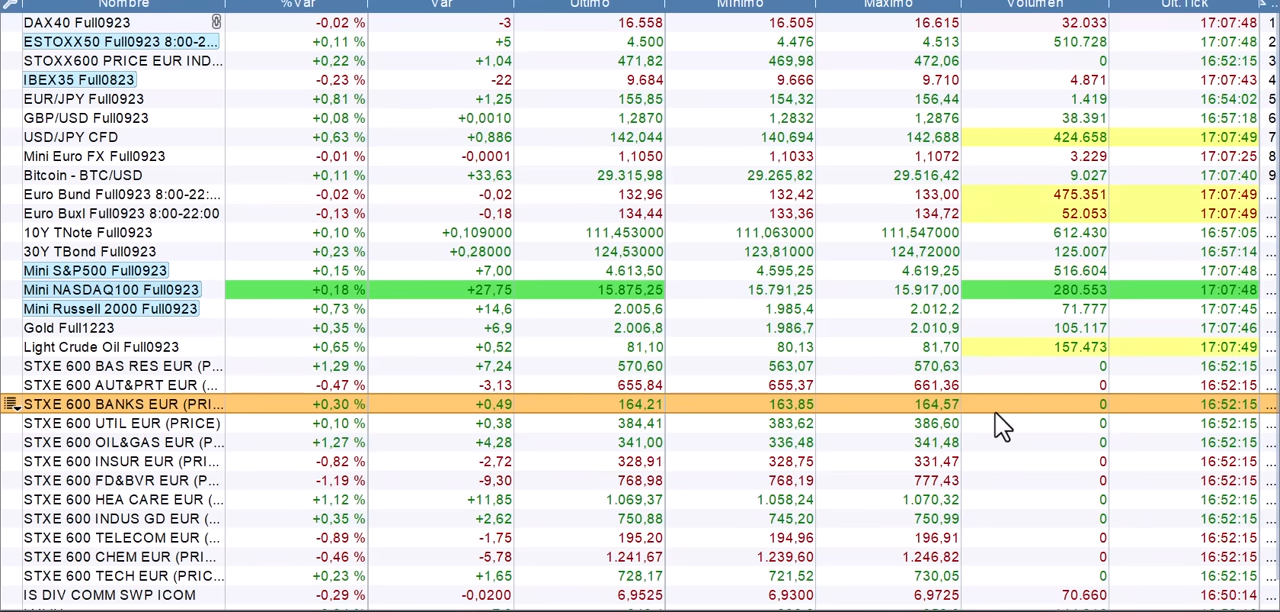 Nombre %Var Var Último Mínimo Máximo Volumen Últ.Tick
DAX40 Full0923 -0,02 % -3 16.558 16.505 16.615 32.033 17:07:48 1
ESTOXX50 Full0923 8:00-2... +0,11 % +5 4.500 4.476 4.513 510.728 17:07:48 2
STOXX600 PRICE EUR IND... +0,22 % +1,04 471,82 469,98 472,06 0 16:52:15 3
IBEX35 Full0823 -0,23 % -22 9.684 9.666 9.710 4.871 17:07:43 4
EUR/JPY Full0923 +0,81 % +1,25 155,85 154,32 156,44 1.419 16:54:02 5
GBP/USD Full0923 +0,08 % +0,0010 1,2870 1,2832 1,2876 38.391 16:57:18 6
USD/JPY CFD +0,63 % +0,886 142,044 140,694 142,688 424.658 17:07:49 7
Mini Euro FX Full0923 -0,01 % -0,0001 1,1050 1,1033 1,1072 3.229 17:07:25 8
Bitcoin - BTC/USD +0,11 % +33,63 29.315,98 29.265,82 29.516,42 9.027 17:07:40 9
Euro Bund Full0923 8:00-22:... -0,02 % -0,02 132,96 132,42 133,00 475.351 17:07:49 ...
Euro Buxl Full0923 8:00-22:00 -0,13 % -0,18 134,44 133,36 134,72 52.053 17:07:49 ...
10Y TNote Full0923 +0,10 % +0,109000 111,453000 111,063000 111,547000 612.430 16:57:05 ...
30Y TBond Full0923 +0,23 % +0,28000 124,53000 123,81000 124,72000 125.007 16:57:14 ...
Mini S&P500 Full0923 +0,15 % +7,00 4.613,50 4.595,25 4.619,25 516.604 17:07:48 ...
Mini NASDAQ100 Full0923 +0,18 % +27,75 15.875,25 15.791,25 15.917,00 280.553 17:07:48 ...
Mini Russell 2000 Full0923 +0,73 % +14,6 2.005,6 1.985,4 2.012,2 71.777 17:07:45 ...
Gold Full1223 +0,35 % +6,9 2.006,8 1.986,7 2.010,9 105.117 17:07:46 ...
Light Crude Oil Full0923 +0,65 % +0,52 81,10 80,13 81,70 157.473 17:07:49 ...
STXE 600 BAS RES EUR (P... +1,29 % +7,24 570,60 563,07 570,63 0 16:52:15 ...
STXE 600 AUT&PRT EUR (... -0,47 % -3,13 655,84 655,37 661,36 0 16:52:15 ...
STXE 600 BANKS EUR (PRI... +0,30 % +0,49 164,21 163,85 164,57 0 16:52:15 ...
STXE 600 UTIL EUR (PRICE) +0,10 % +0,38 384,41 383,62 386,60 0 16:52:15 ...
STXE 600 OIL&GAS EUR (P... +1,27 % +4,28 341,00 336,48 341,48 0 16:52:15 ...
STXE 600 INSUR EUR (PRI... -0,82 % -2,72 328,91 328,75 331,47 0 16:52:15 ...
STXE 600 FD&BVR EUR (P... -1,19 % -9,30 768,98 768,19 777,43 0 16:52:15 ...
STXE 600 HEA CARE EUR (... +1,12 % +11,85 1.069,37 1.058,24 1.070,32 0 16:52:15 ...
STXE 600 INDUS GD EUR (... +0,35 % +2,62 750,88 745,20 750,99 0 16:52:15 ...
STXE 600 TELECOM EUR (... -0,89 % -1,75 195,20 194,96 196,91 0 16:52:15 ...
STXE 600 CHEM EUR (PRI... -0,46 % -5,78 1.241,67 1.239,60 1.246,82 0 16:52:15 ...
STXE 600 TECH EUR (PRIC... +0,23 % +1,65 728,17 721,52 730,05 0 16:52:15 ...
IS DIV COMM SWP ICOM -0,29 % -0,0200 6,9525 6,9300 6,9725 70.660 16:50:14 ...